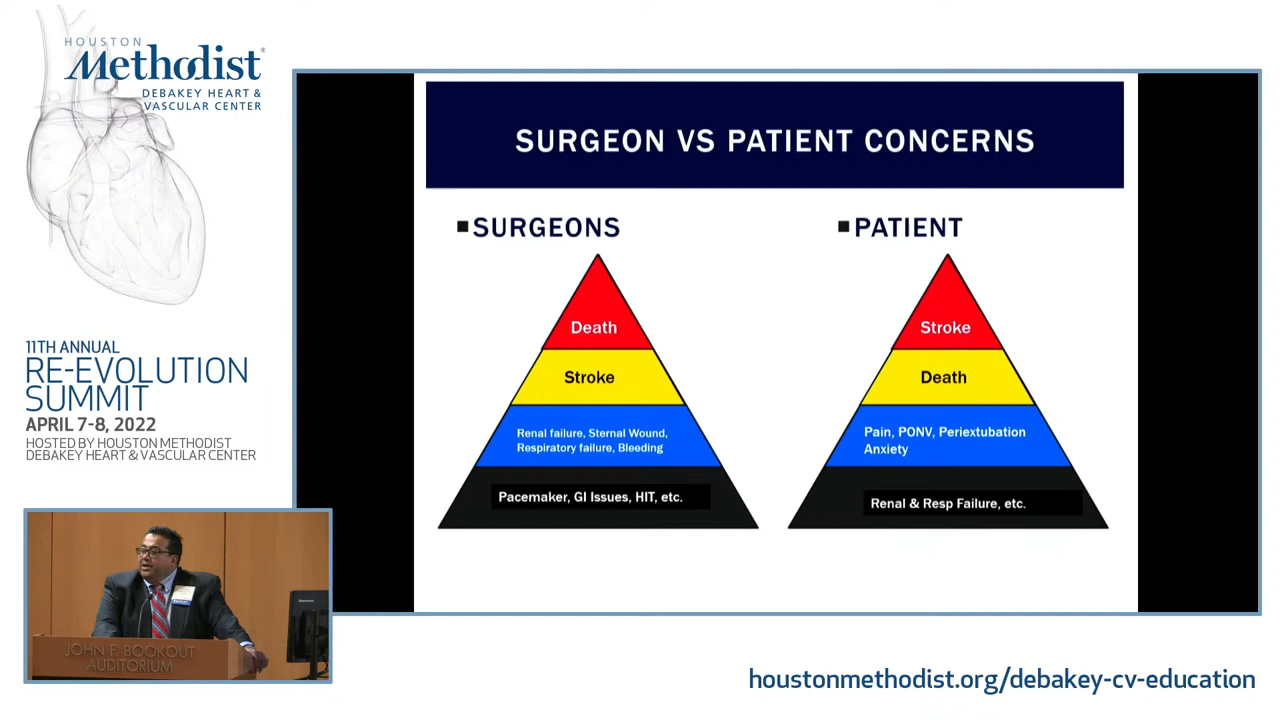 HOUSTON
Methodist®
DEBAKEY HEART &
VASCULAR CENTER
11TH ANNUAL
RE-EVOLUTION
SUMMIT
APRIL 7-8, 2022
HOSTED BY HOUSTON METHODIST
DEBAKEY HEART & VASCULAR CENTER
SURGEON VS PATIENT CONCERNS
SURGEONS
Death
Stroke
Renal failure, Sternal Wound,
Respiratory failure, Bleeding
Pacemaker, GI Issues, HIT, etc.
PATIENT
Stroke
Death
Pain, PONV, Periextubation
Anxiety
Renal & Resp Failure, etc.
JOHN F. BOOKOUT
AUDITORIUM
houstonmethodist.org/debakey-cv-education